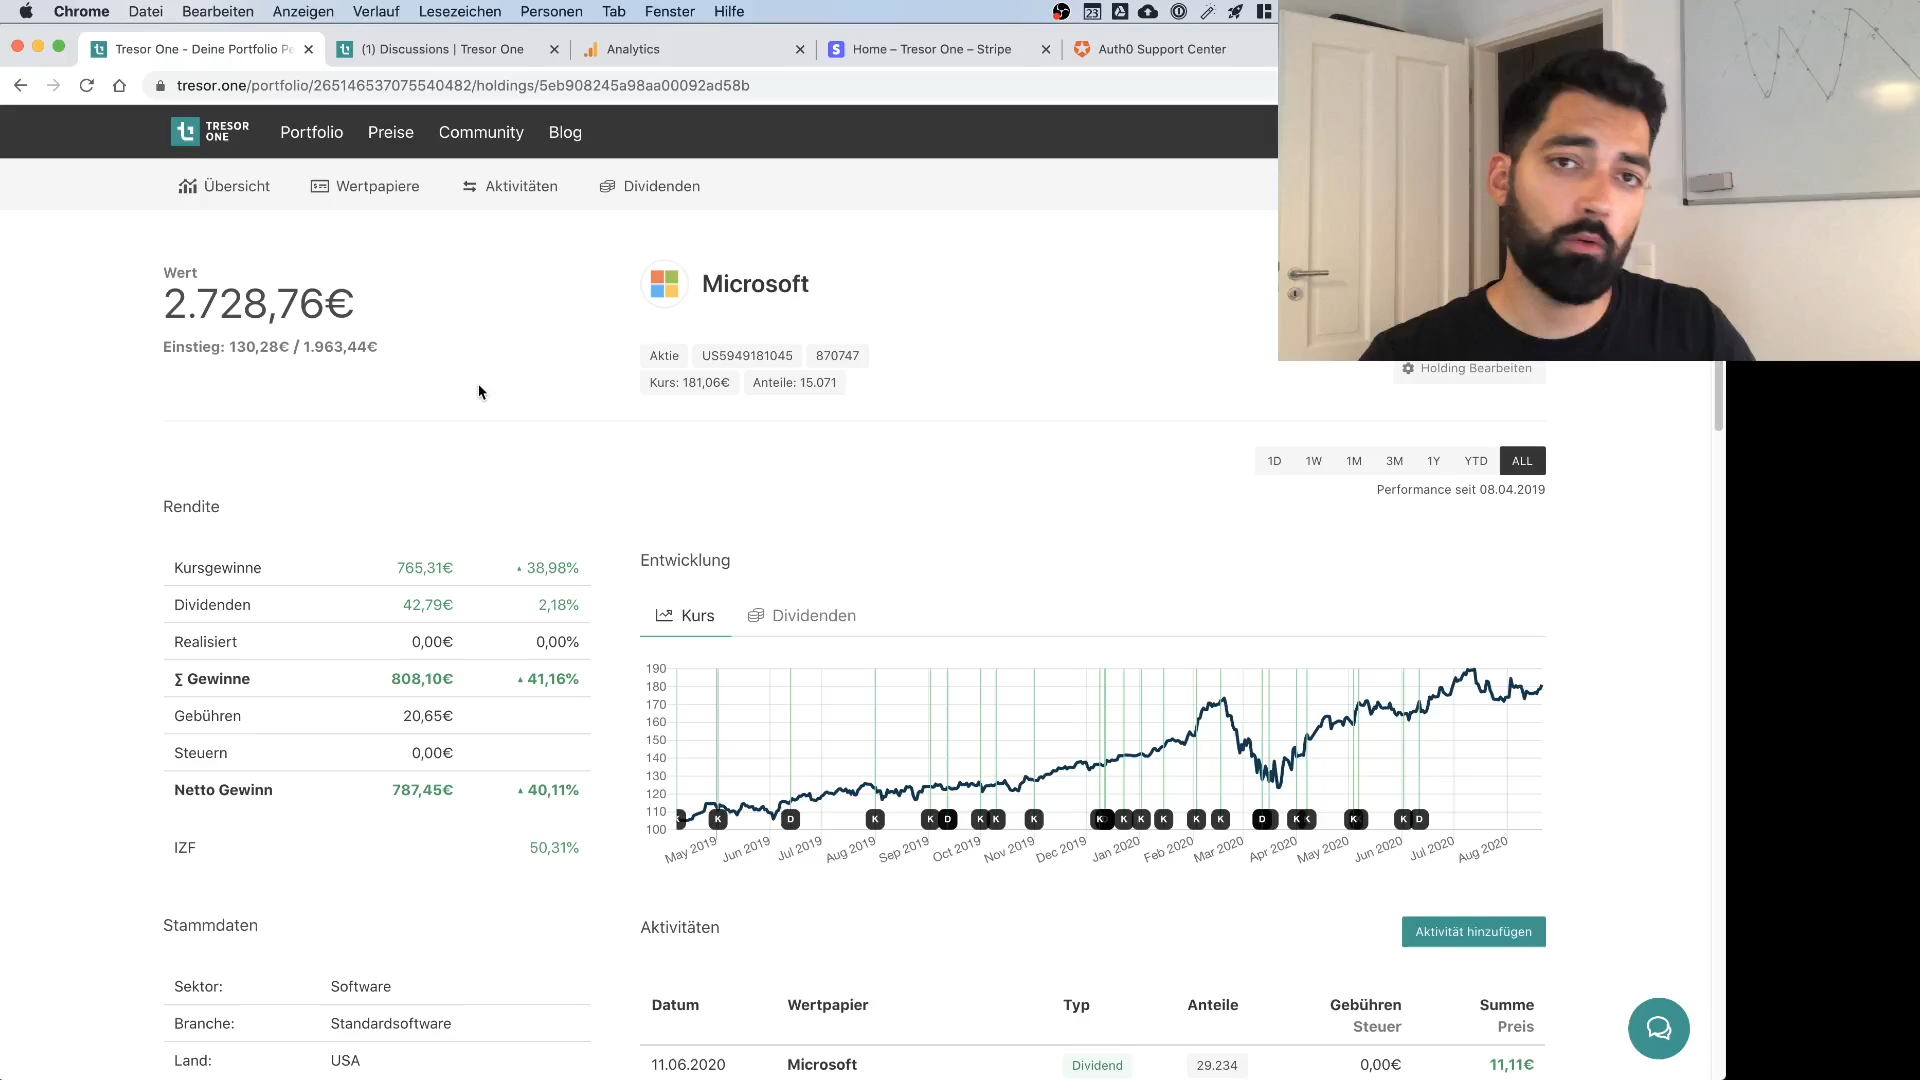 Chrome Datei Bearbeiten Anzeigen Verlauf Lesezeichen Personen Tab Fenster Hilfe 23
Tresor One - Deine Portfolio Pe (1) Discussions | Tresor One Analytics S Home – Tresor One – Stripe Auth0 Support Center
tresor.one/portfolio/265146537075540482/holdings/5eb908245a98aa00092ad58b
TRESOR
ONE
Portfolio Preise Community Blog
Übersicht Wertpapiere Aktivitäten Dividenden
Wert
2.728,76€
Einstieg: 130,28€ / 1.963,44€
Microsoft
Aktie US5949181045 870747
Kurs: 181,06€ Anteile: 15.071
Holding Bearbeiten
1D 1W 1M 3M 1Y YTD ALL
Performance seit 08.04.2019
Rendite
Kursgewinne 765,31€ 38,98%
Dividenden 42,79€ 2,18%
Realisiert 0,00€ 0,00%
∑ Gewinne 808,10€ 41,16%
Gebühren 20,65€
Steuern 0,00€
Netto Gewinn 787,45€ 40,11%
IZF 50,31%
Entwicklung
Kurs Dividenden
190
180
170
160
150
140
130
120
110
100
K D K K D K K K K K K K K K D K K K K D
May 2019 Jun 2019 Jul 2019 Aug 2019 Sep 2019 Oct 2019 Nov 2019 Dec 2019 Jan 2020 Feb 2020 Mar 2020 Apr 2020 May 2020 Jun 2020 Jul 2020 Aug 2020
Stammdaten
Sektor: Software
Branche: Standardsoftware
Land: USA
Aktivitäten
Aktivität hinzufügen
Datum Wertpapier Typ Anteile Gebühren Summe
Steuer Preis
11.06.2020 Microsoft Dividend 29.234 0,00€ 11,11€